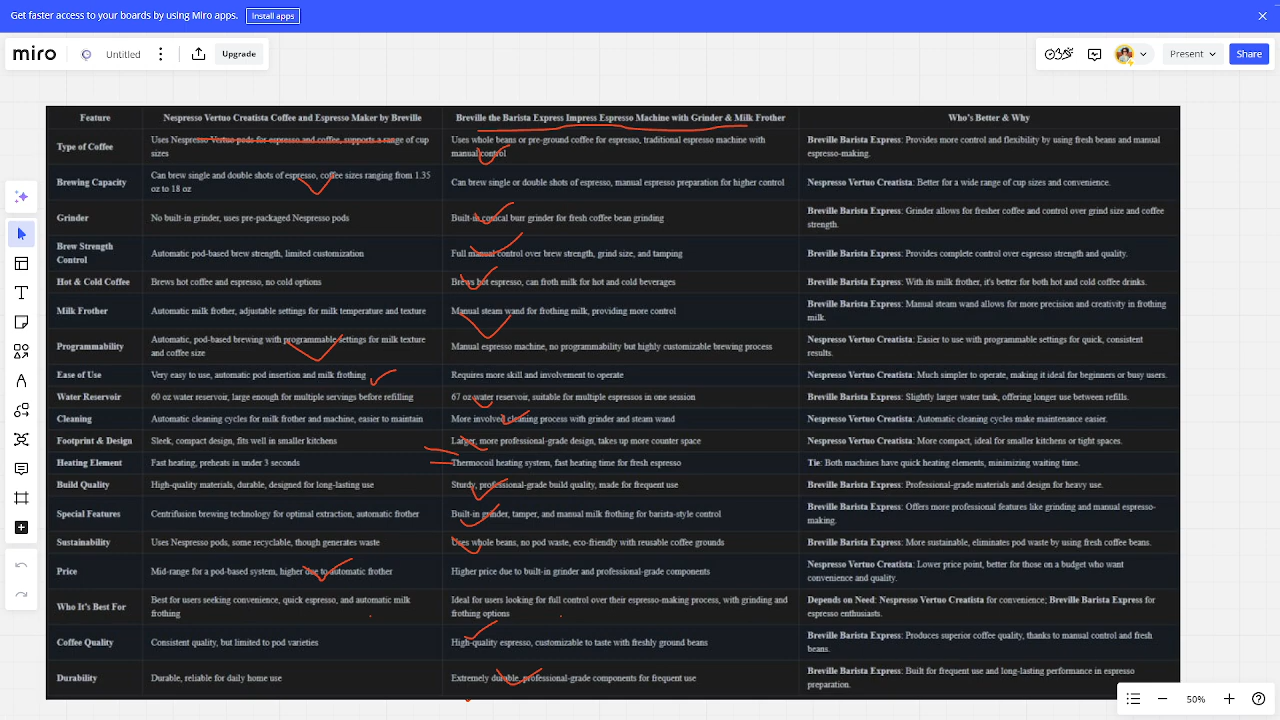 Get faster access to your boards by using Miro apps. Install apps
miro Untitled Upgrade Present Share
Feature Nespresso Vertuo Creatista Coffee and Espresso Maker by Breville Breville the Barista Express Impress Espresso Machine with Grinder & Milk Frother Who's Better & Why
Type of Coffee
Uses Nespresso Vertuo pods for espresso and coffee, supports a range of cup
sizes
Uses whole beans or pre-ground coffee for espresso, traditional espresso machine with
manual control
Breville Barista Express: Provides more control and flexibility by using fresh beans and manual
espresso-making.
Brewing Capacity
Can brew single and double shots of espresso, coffee sizes ranging from 1.35
oz to 18 oz
Can brew single or double shots of espresso, manual espresso preparation for higher control
Nespresso Vertuo Creatista: Better for a wide range of cup sizes and convenience.
Grinder
No built-in grinder, uses pre-packaged Nespresso pods
Built-in conical burr grinder for fresh coffee bean grinding
Breville Barista Express: Grinder allows for fresher coffee and control over grind size and coffee
strength.
Brew Strength
Control
Automatic pod-based brew strength, limited customization
Full manual control over brew strength, grind size, and tamping
Breville Barista Express: Provides complete control over espresso strength and quality.
Hot & Cold Coffee
Brews hot coffee and espresso, no cold options
Brews hot espresso, can froth milk for hot and cold beverages
Breville Barista Express: With its milk frother, it's better for both hot and cold coffee drinks.
Milk Frother
Automatic milk frother, adjustable settings for milk temperature and texture
Manual steam wand for frothing milk, providing more control
Breville Barista Express: Manual steam wand allows for more precision and creativity in frothing
milk.
Programmability
Automatic, pod-based brewing with programmable settings for milk texture
and coffee size
Manual espresso machine, no programmability but highly customizable brewing process
Nespresso Vertuo Creatista: Easier to use with programmable settings for quick, consistent
results.
Ease of Use
Very easy to use, automatic pod insertion and milk frothing
Requires more skill and involvement to operate
Nespresso Vertuo Creatista: Much simpler to operate, making it ideal for beginners or busy users.
Water Reservoir
60 oz water reservoir, large enough for multiple servings before refilling
67 oz water reservoir, suitable for multiple espressos in one session
Breville Barista Express: Slightly larger water tank, offering longer use between refills.
Cleaning
Automatic cleaning cycles for milk frother and machine, easier to maintain
More involved cleaning process with grinder and steam wand
Nespresso Vertuo Creatista: Automatic cleaning cycles make maintenance easier.
Footprint & Design
Sleek, compact design, fits well in smaller kitchens
Larger, more professional-grade design, takes up more counter space
Nespresso Vertuo Creatista: More compact, ideal for smaller kitchens or tight spaces.
Heating Element
Fast heating, preheats in under 3 seconds
Thermocoil heating system, fast heating time for fresh espresso
Tie: Both machines have quick heating elements, minimizing waiting time.
Build Quality
High-quality materials, durable, designed for long-lasting use
Sturdy, professional-grade build quality, made for frequent use
Breville Barista Express: Professional-grade materials and design for heavy use.
Special Features
Centrifusion brewing technology for optimal extraction, automatic frother
Built-in grinder, tamper, and manual milk frothing for barista-style control
Breville Barista Express: Offers more professional features like grinding and manual espresso-
making.
Sustainability
Uses Nespresso pods, some recyclable, though generates waste
Uses whole beans, no pod waste, eco-friendly with reusable coffee grounds
Breville Barista Express: More sustainable, eliminates pod waste by using fresh coffee beans.
Price
Mid-range for a pod-based system, higher due to automatic frother
Higher price due to built-in grinder and professional-grade components
Nespresso Vertuo Creatista: Lower price point, better for those on a budget who want
convenience and quality.
Who It's Best For
Best for users seeking convenience, quick espresso, and automatic milk
frothing
Ideal for users looking for full control over their espresso-making process, with grinding and
frothing options
Depends on Need: Nespresso Vertuo Creatista for convenience; Breville Barista Express for
espresso enthusiasts.
Coffee Quality
Consistent quality, but limited to pod varieties
High-quality espresso, customizable to taste with freshly ground beans
Breville Barista Express: Produces superior coffee quality, thanks to manual control and fresh
beans.
Durability
Durable, reliable for daily home use
Extremely durable, professional-grade components for frequent use
Breville Barista Express: Built for frequent use and long-lasting performance in espresso
preparation.
50%